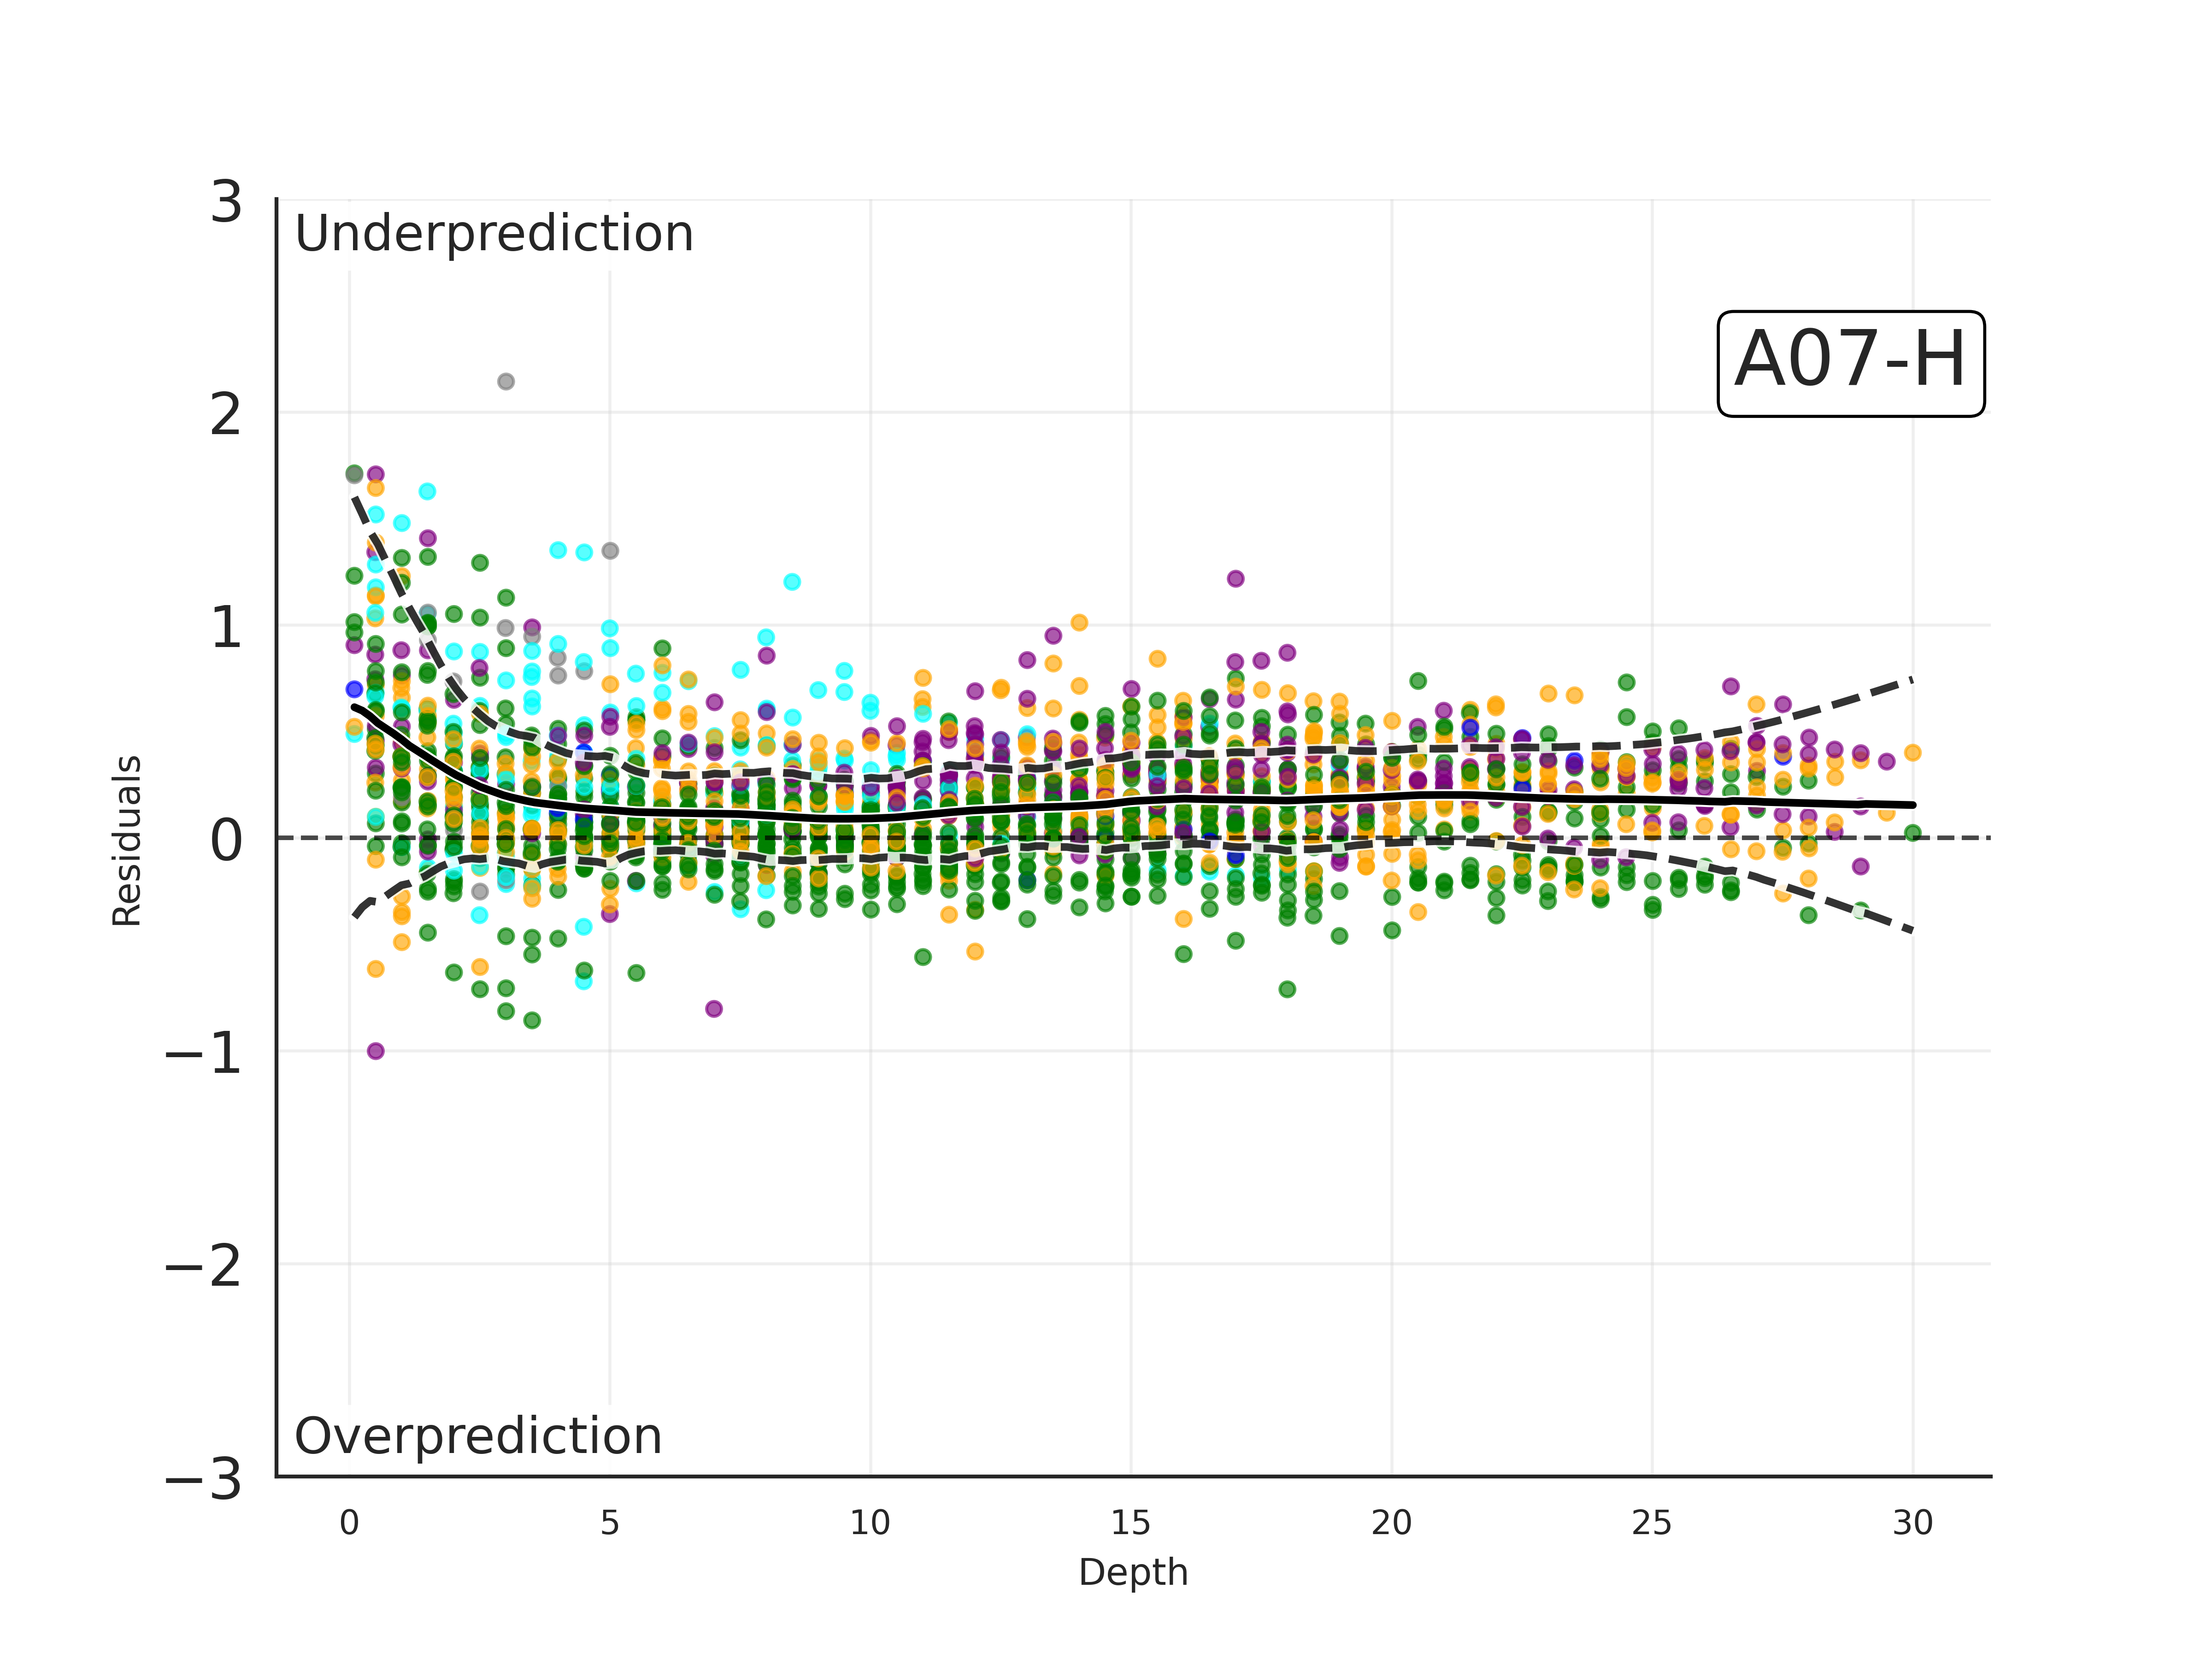 3
Underprediction
A07-H
2
1
0
−1
−2
Overprediction
−3
Residuals
0 5 10 15 20 25 30
Depth